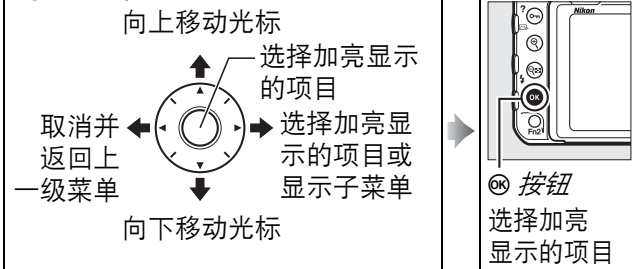 向上移动光标
选择加亮显示
的项目
取消并
返回上
一级菜单
选择加亮显
示的项目或
显示子菜单
向下移动光标
Nikon
?
OK
Fn2
OK 按钮
选择加亮
显示的项目